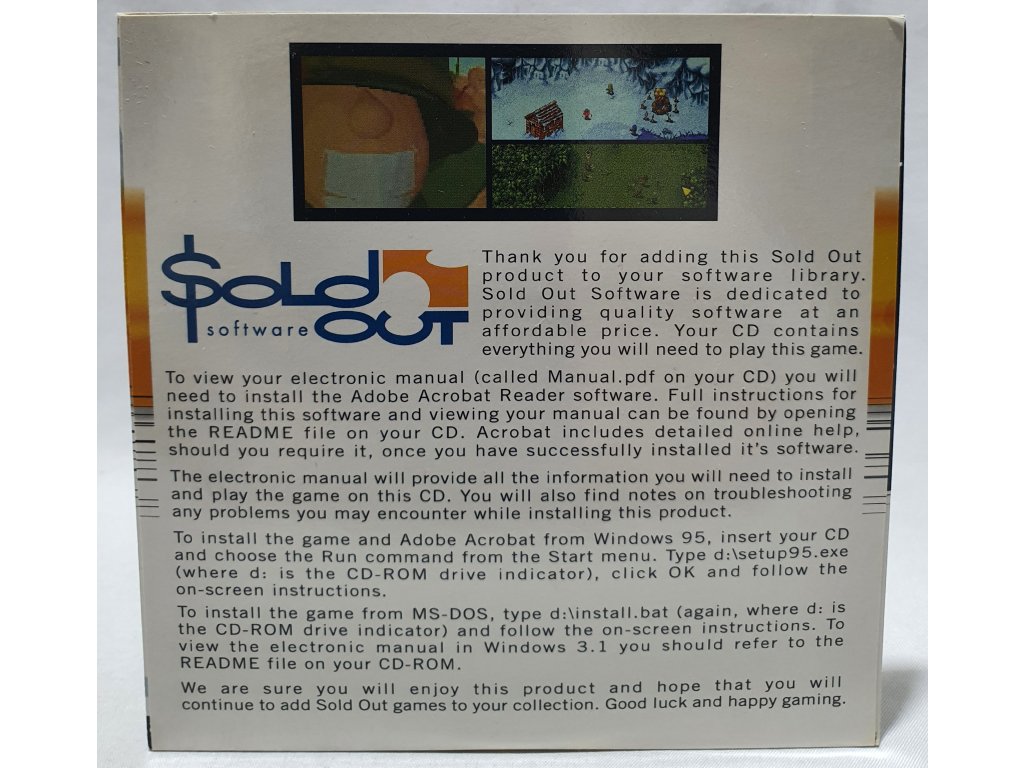 $OLD
software OUT
Thank you for adding this Sold Out
product to your software library.
Sold Out Software is dedicated to
providing quality software at an
affordable price. Your CD contains
everything you will need to play this game.
To view your electronic manual (called Manual.pdf on your CD) you will
need to install the Adobe Acrobat Reader software. Full instructions for
installing this software and viewing your manual can be found by opening
the README file on your CD. Acrobat includes detailed online help,
should you require it, once you have successfully installed it's software.
The electronic manual will provide all the information you will need to install
and play the game on this CD. You will also find notes on troubleshooting
any problems you may encounter while installing this product.
To install the game and Adobe Acrobat from Windows 95, insert your CD
and choose the Run command from the Start menu. Type d:\setup95.exe
(where d: is the CD-ROM drive indicator), click OK and follow the
on-screen instructions.
To install the game from MS-DOS, type d:\install.bat (again, where d: is
the CD-ROM drive indicator) and follow the on-screen instructions. To
view the electronic manual in Windows 3.1 you should refer to the
README file on your CD-ROM.
We are sure you will enjoy this product and hope that you will
continue to add Sold Out games to your collection. Good luck and happy gaming.